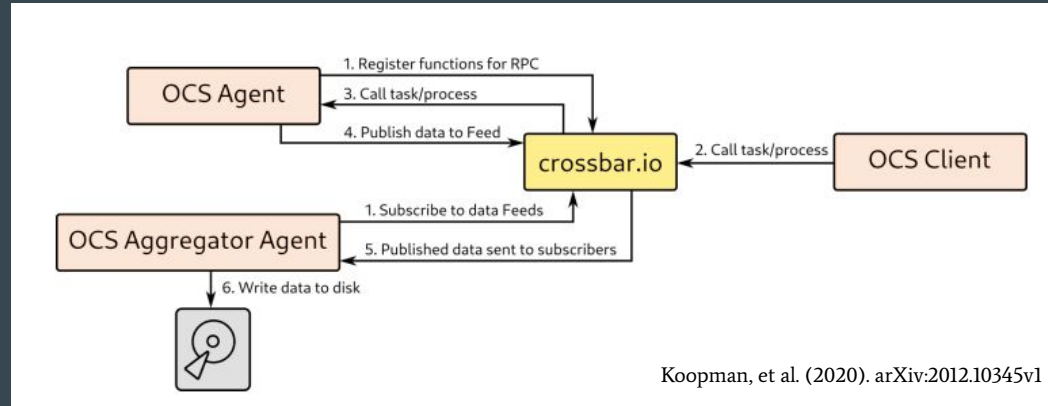 1. Register functions for RPC
OCS Agent
3. Call task/process
4. Publish data to Feed
crossbar.io
2. Call task/process
OCS Client
1. Subscribe to data Feeds
OCS Aggregator Agent
5. Published data sent to subscribers
6. Write data to disk
Koopman, et al. (2020). arXiv:2012.10345v1